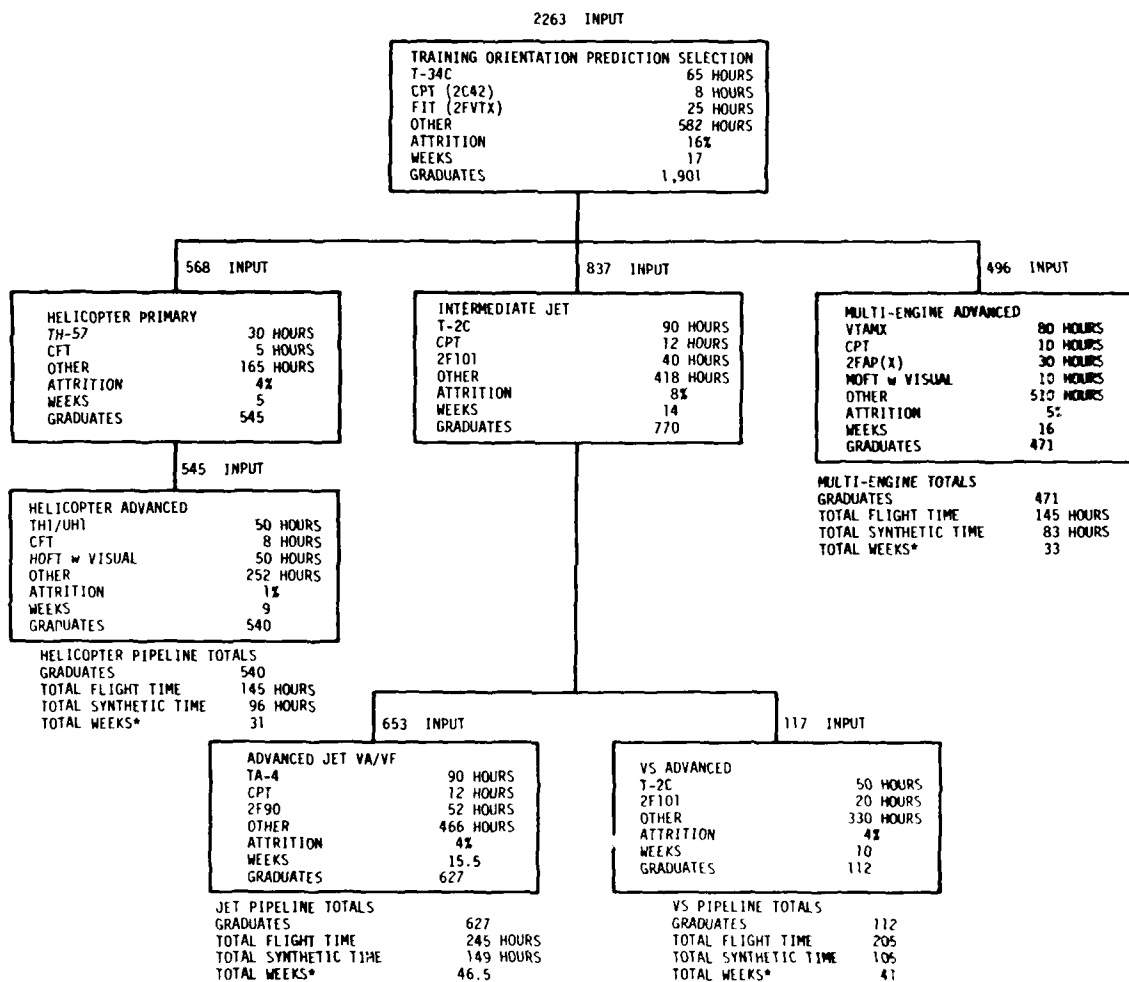 2263 INPUT
TRAINING ORIENTATION PREDICTION SELECTION
T-34C 65 HOURS
CPT (2C42) 8 HOURS
FIT (2FVTX) 25 HOURS
OTHER 582 HOURS
ATTRITION 16%
WEEKS 17
GRADUATES 1,901
568 INPUT
HELICOPTER PRIMARY
TH-57 30 HOURS
CFT 5 HOURS
OTHER 165 HOURS
ATTRITION 4%
WEEKS 5
GRADUATES 545
545 INPUT
HELICOPTER ADVANCED
TH1/UH1 50 HOURS
CFT 8 HOURS
HOFT w VISUAL 50 HOURS
OTHER 252 HOURS
ATTRITION 1%
WEEKS 9
GRADUATES 540
HELICOPTER PIPELINE TOTALS
GRADUATES 540
TOTAL FLIGHT TIME 145 HOURS
TOTAL SYNTHETIC TIME 96 HOURS
TOTAL WEEKS* 31
837 INPUT
INTERMEDIATE JET
T-2C 90 HOURS
CPT 12 HOURS
2F101 40 HOURS
OTHER 418 HOURS
ATTRITION 8%
WEEKS 14
GRADUATES 770
496 INPUT
MULTI-ENGINE ADVANCED
VTAMX 80 HOURS
CPT 10 HOURS
2FAP(X) 30 HOURS
MOFT w VISUAL 10 HOURS
OTHER 510 HOURS
ATTRITION 5%
WEEKS 16
GRADUATES 471
MULTI-ENGINE TOTALS
GRADUATES 471
TOTAL FLIGHT TIME 145 HOURS
TOTAL SYNTHETIC TIME 83 HOURS
TOTAL WEEKS* 33
653 INPUT
ADVANCED JET VA/VF
TA-4 90 HOURS
CPT 12 HOURS
2F90 52 HOURS
OTHER 466 HOURS
ATTRITION 4%
WEEKS 15.5
GRADUATES 627
JET PIPELINE TOTALS
GRADUATES 627
TOTAL FLIGHT TIME 245 HOURS
TOTAL SYNTHETIC TIME 149 HOURS
TOTAL WEEKS* 46.5
117 INPUT
VS ADVANCED
T-2C 50 HOURS
2F101 20 HOURS
OTHER 330 HOURS
ATTRITION 4%
WEEKS 10
GRADUATES 112
VS PIPELINE TOTALS
GRADUATES 112
TOTAL FLIGHT TIME 205
TOTAL SYNTHETIC TIME 105
TOTAL WEEKS* 41